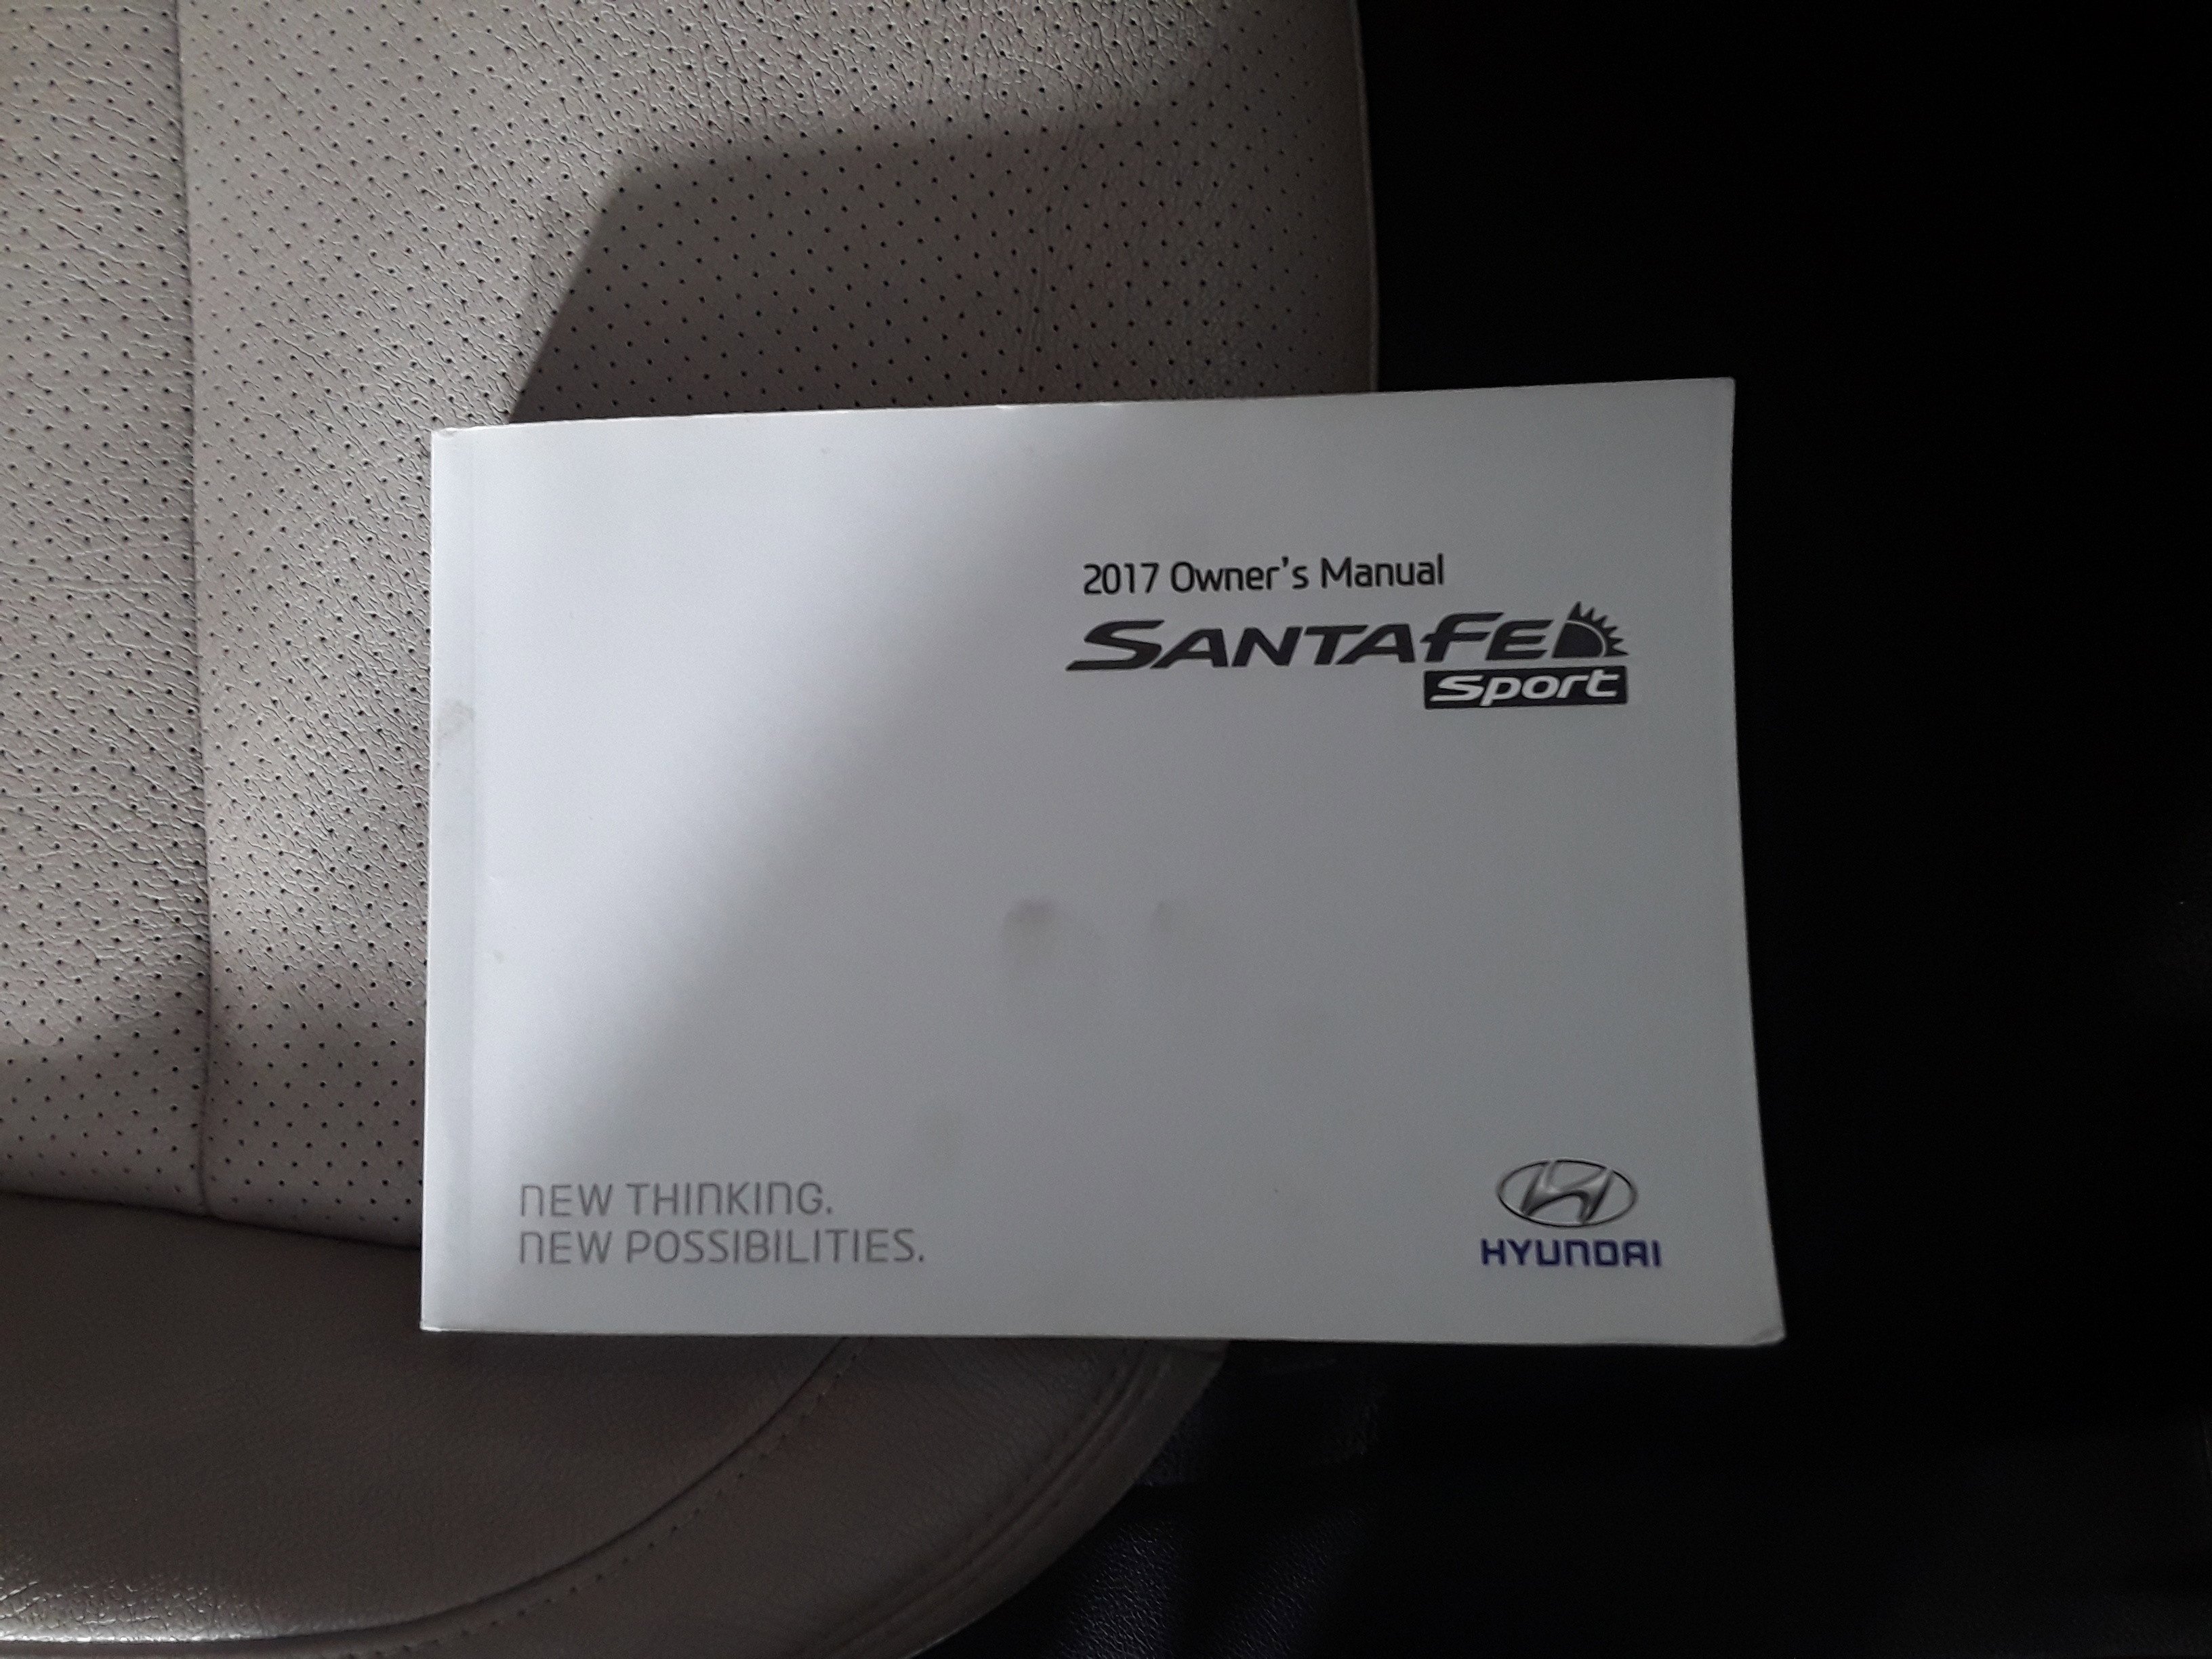 2017 Owner's Manual
SANTAFE
Sport
NEW THINKING.
NEW POSSIBILITIES.
HYUNDAI